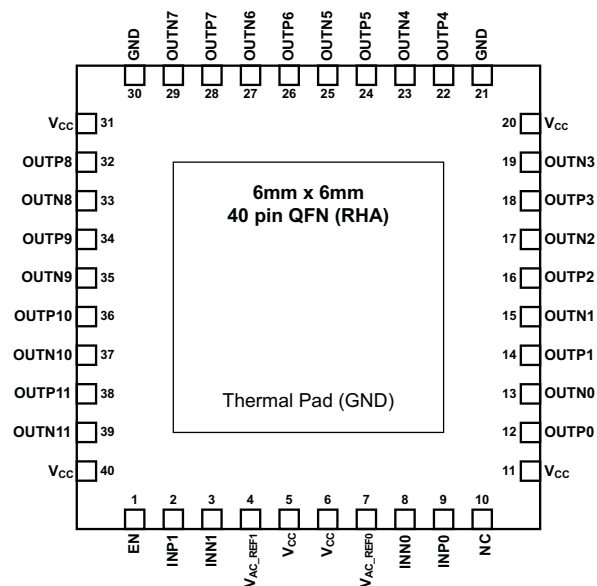 GND OUTN7 OUTP7 OUTN6 OUTP6 OUTN5 OUTP5 OUTN4 OUTP4 GND
30 29 28 27 26 25 24 23 22 21
VCC 31 20 VCC
OUTP8 32 19 OUTN3
OUTN8 33 18 OUTP3
OUTP9 34 17 OUTN2
OUTN9 35 16 OUTP2
OUTP10 36 15 OUTN1
OUTN10 37 14 OUTP1
OUTP11 38 13 OUTN0
OUTN11 39 12 OUTP0
VCC 40 11 VCC
6mm x 6mm
40 pin QFN (RHA)
Thermal Pad (GND)
1 2 3 4 5 6 7 8 9 10
EN INP1 INN1 VAC_REF1 VCC VCC VAC_REF0 INN0 INP0 NC